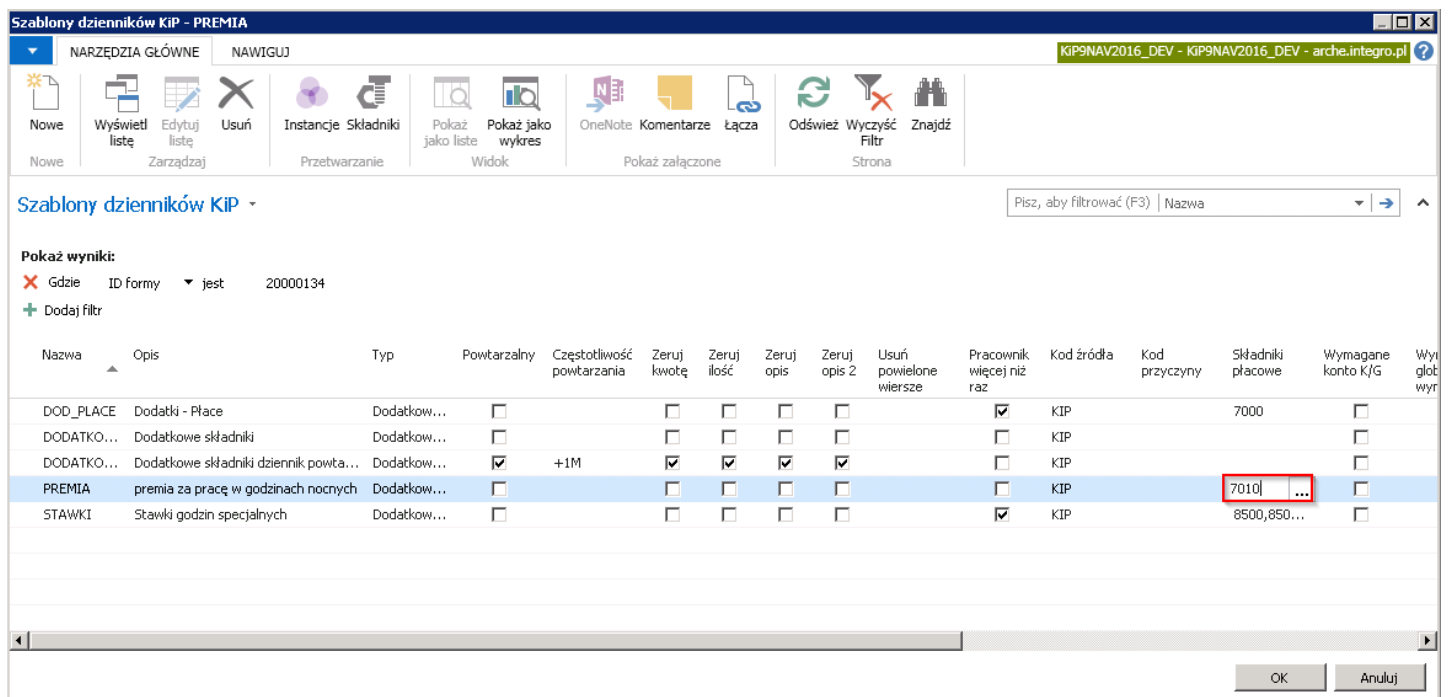 Szablony dzienników KiP - PREMIA
NARZĘDZIA GŁÓWNE NAWIGUJ KiP9NAV2016_DEV - KiP9NAV2016_DEV - arche.integro.pl ?
Nowe Wyświetl listę Edytuj listę Usuń Instancje Składniki Pokaż jako liste Pokaż jako wykres OneNote Komentarze Łącza Odśwież Wyczyść Filtr Znajdź
Nowe Zarządzaj Przetwarzanie Widok Pokaż załączone Strona
Szablony dzienników KiP
Pisz, aby filtrować (F3) Nazwa
Pokaż wyniki:
Gdzie ID formy jest 20000134
Dodaj filtr
Nazwa Opis Typ Powtarzalny Częstotliwość powtarzania Zeruj kwotę Zeruj ilość Zeruj opis Zeruj opis 2 Usuń powielone wiersze Pracownik więcej niż raz Kod źródła Kod przyczyny Składniki płacowe Wymagane konto K/G
DOD_PLACE Dodatki - Płace Dodatkow... KIP 7000
DODATKO... Dodatkowe składniki Dodatkow... KIP
DODATKO... Dodatkowe składniki dziennik powta... Dodatkow... +1M KIP
PREMIA premia za pracę w godzinach nocnych Dodatkow... KIP 7010 ...
STAWKI Stawki godzin specjalnych Dodatkow... KIP 8500,850...
OK Anuluj